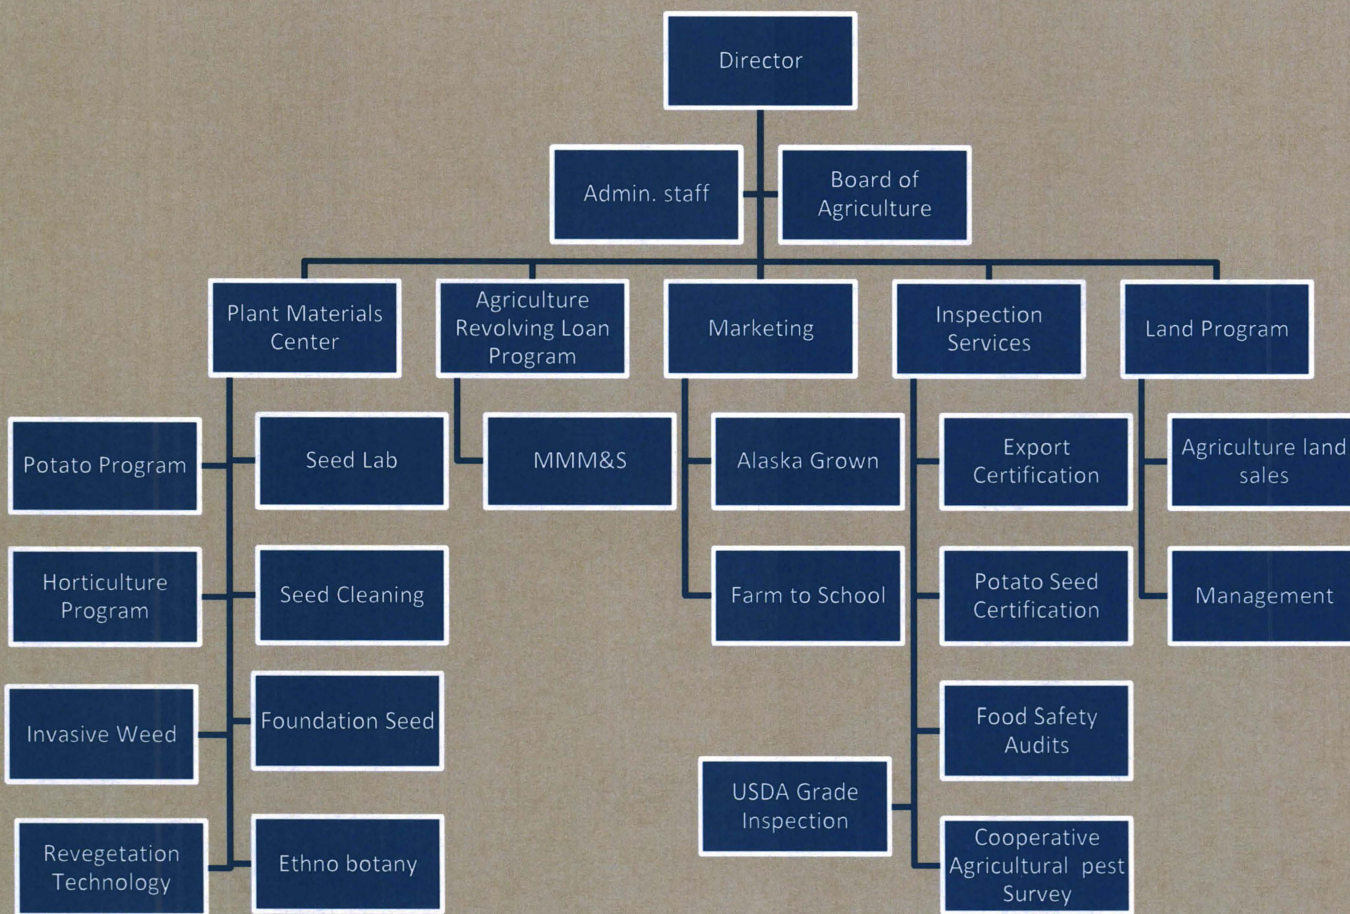 Director
Admin. staff
Board of
Agriculture
Plant Materials
Center
Agriculture
Revolving Loan
Program
Marketing
Inspection
Services
Land Program
Potato Program
Seed Lab
MMM&S
Alaska Grown
Export
Certification
Agriculture land
sales
Horticulture
Program
Seed Cleaning
Farm to School
Potato Seed
Certification
Management
Invasive Weed
Foundation Seed
Food Safety
Audits
USDA Grade
Inspection
Revegetation
Technology
Ethno botany
Cooperative
Agricultural pest
Survey